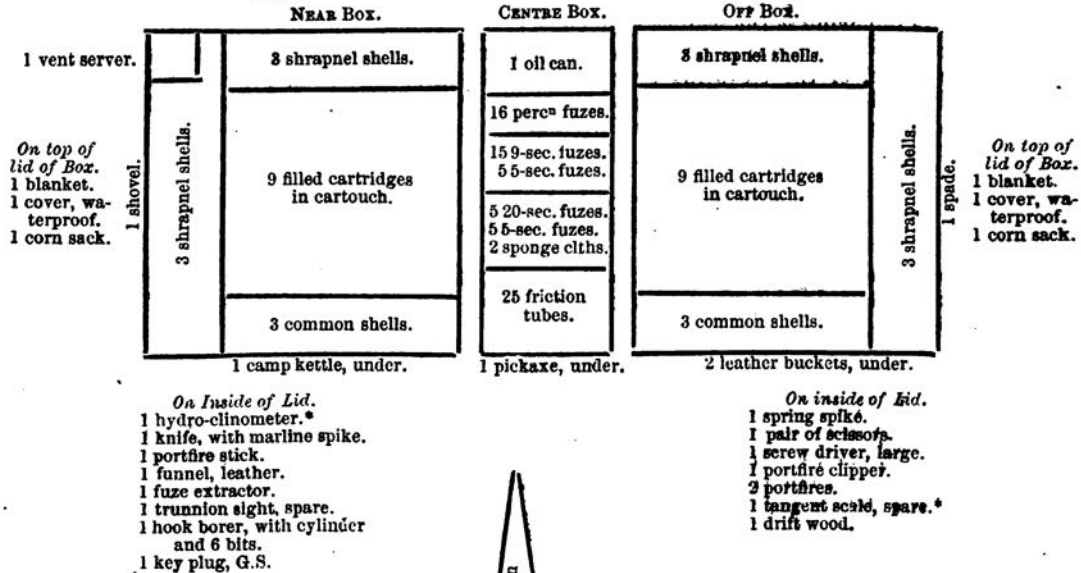 NEAR BOX.
CENTRE BOX.
OFF BOX.
1 vent server.
3 shrapnel shells.
1 oil can.
3 shrapnel shells.
16 percⁿ fuzes.
15 9-sec. fuzes.
5 5-sec. fuzes.
On top of
lid of Box.
1 blanket.
1 cover, wa-
terproof.
1 corn sack.
1 shovel.
3 shrapnel shells.
9 filled cartridges
in cartouch.
5 20-sec. fuzes.
5 5-sec. fuzes.
2 sponge clths.
9 filled cartridges
in cartouch.
3 shrapnel shells.
1 spade.
On top of
lid of Box.
1 blanket.
1 cover, wa-
terproof.
1 corn sack.
3 common shells.
25 friction
tubes.
3 common shells.
1 camp kettle, under.
1 pickaxe, under.
2 leather buckets, under.
On Inside of Lid.
1 hydro-clinometer.*
1 knife, with marline spike.
1 portfire stick.
1 funnel, leather.
1 fuze extractor.
1 trunnion sight, spare.
1 hook borer, with cylinder
and 6 bits.
1 key plug, G.S.
On inside of Lid.
1 spring spike.
1 pair of scissors.
1 screw driver, large.
1 portfire clipper.
2 portfires.
1 tangent scale, spare.*
1 drift wood.